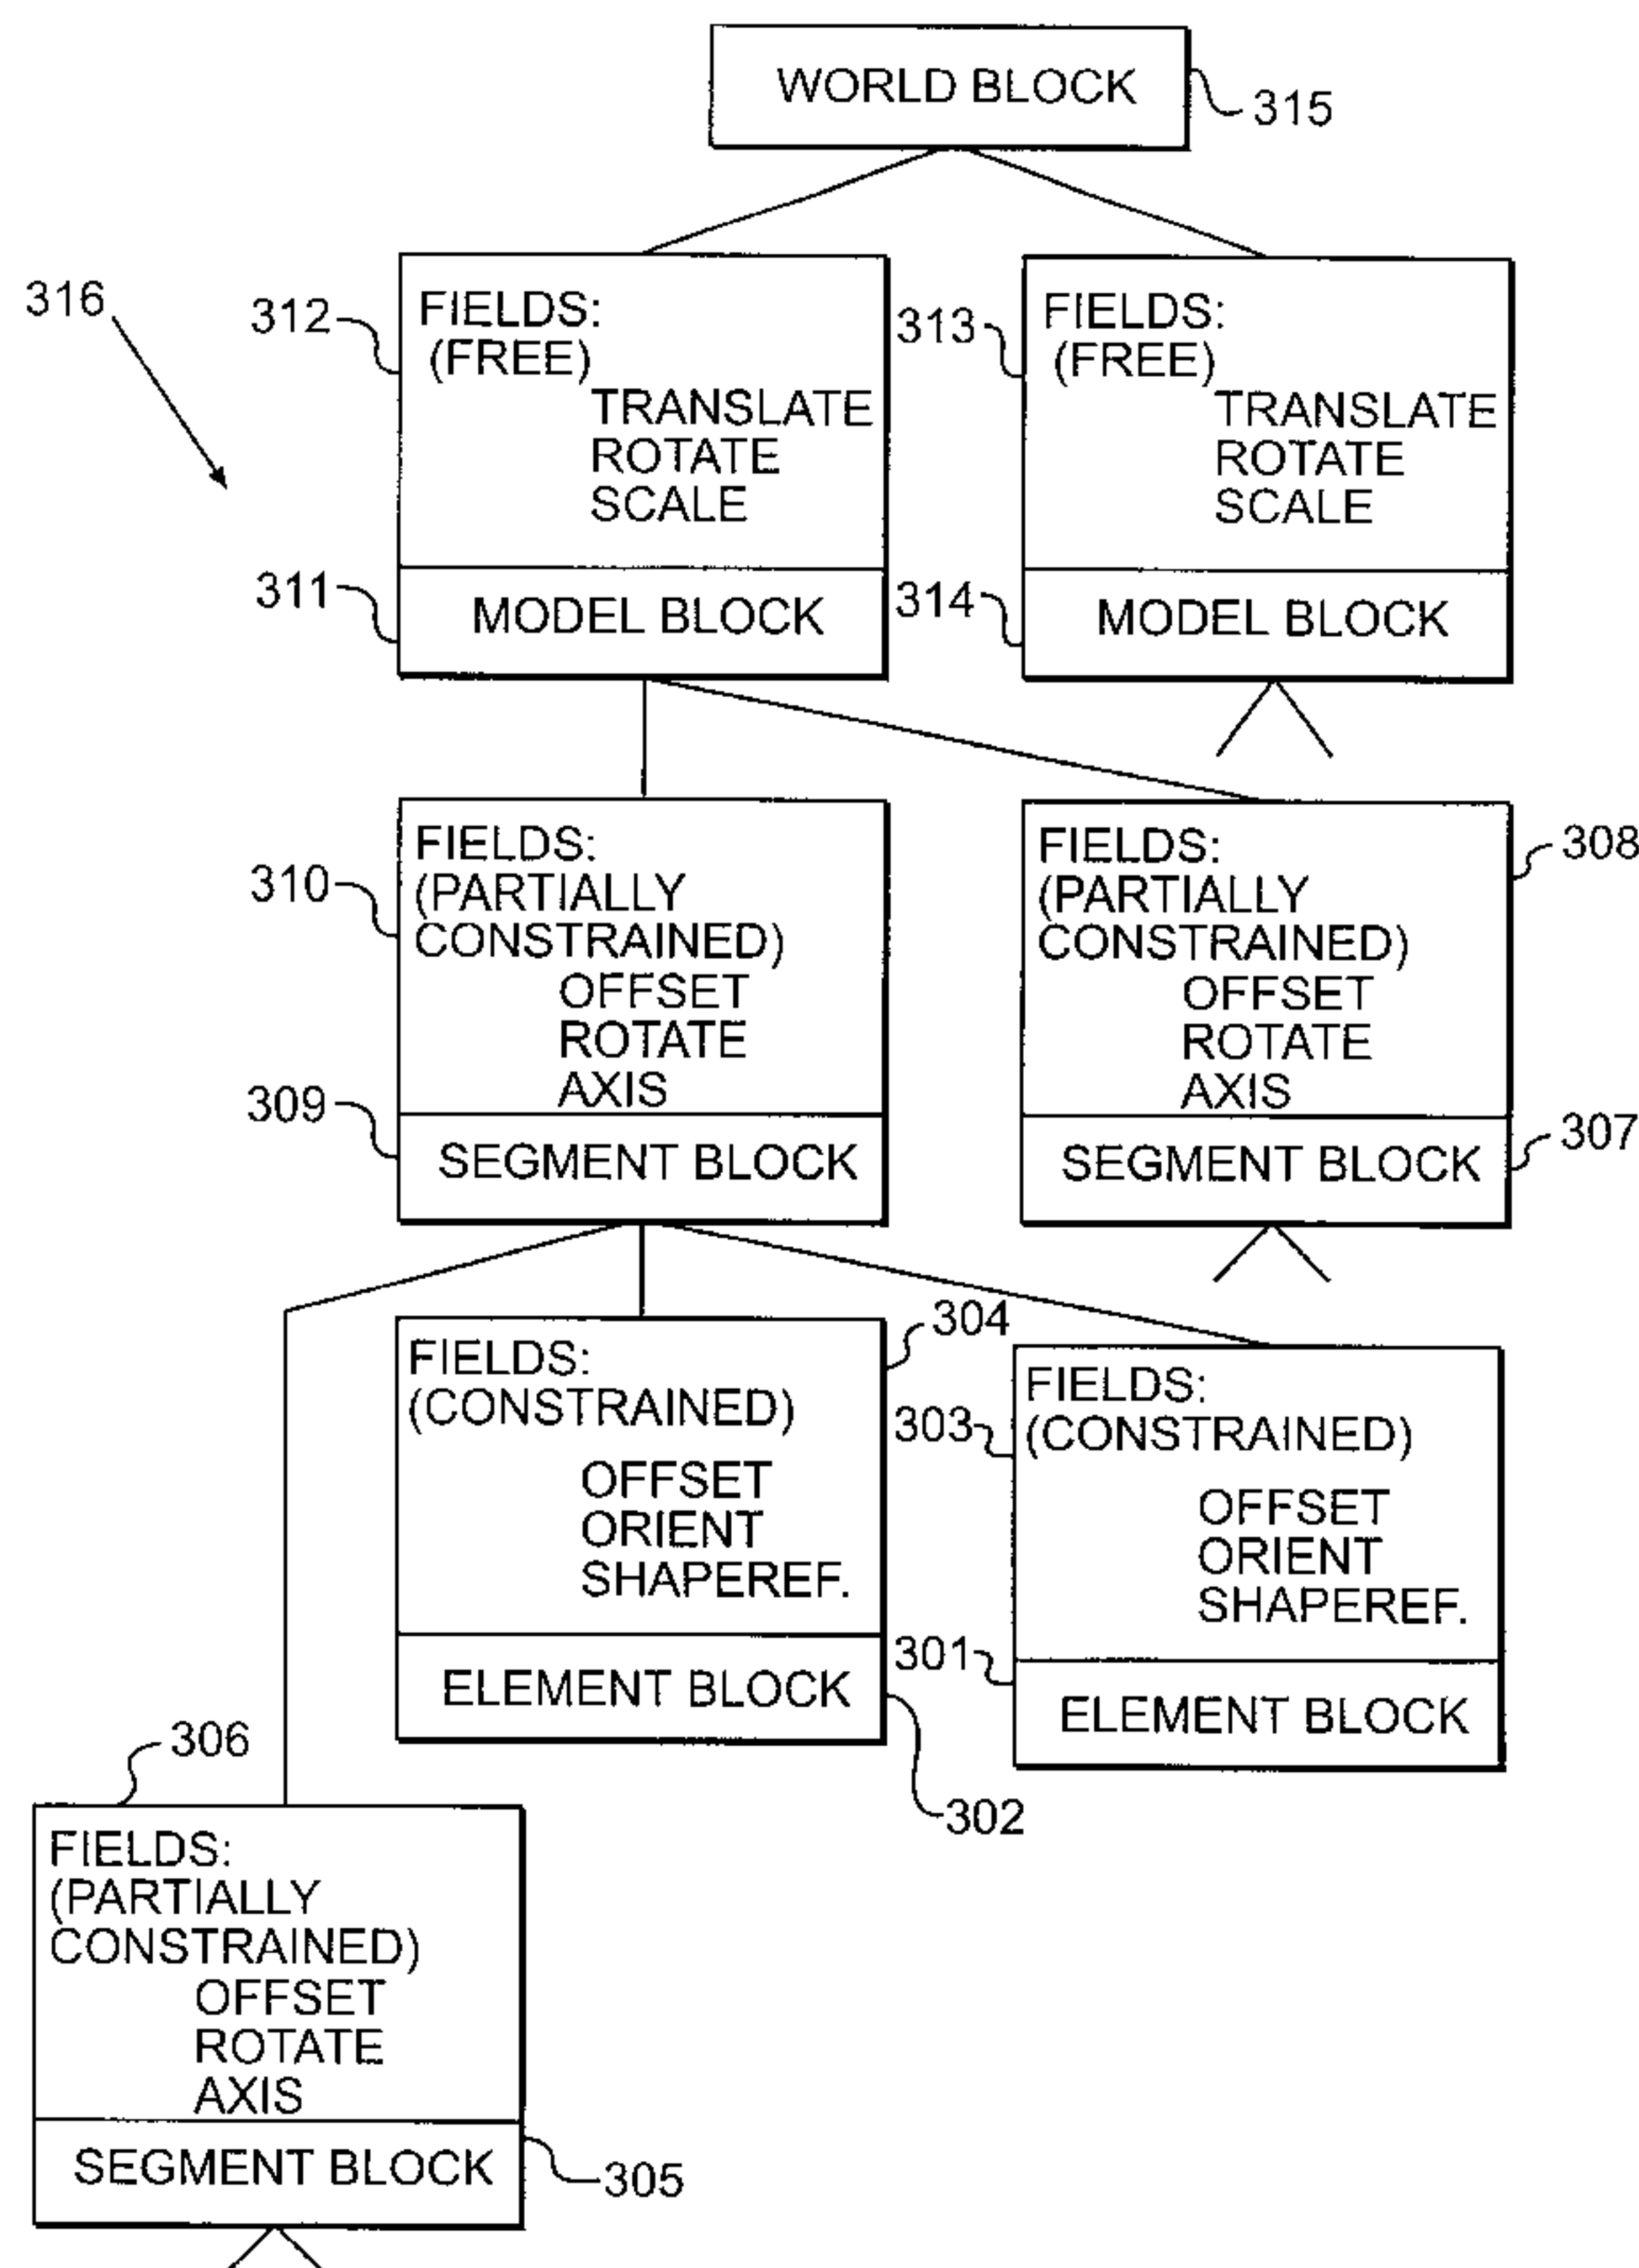 WORLD BLOCK
315
316
312
FIELDS:
(FREE)
TRANSLATE
ROTATE
SCALE
311
MODEL BLOCK
313
FIELDS:
(FREE)
TRANSLATE
ROTATE
SCALE
314
MODEL BLOCK
310
FIELDS:
(PARTIALLY
CONSTRAINED)
OFFSET
ROTATE
AXIS
309
SEGMENT BLOCK
308
FIELDS:
(PARTIALLY
CONSTRAINED)
OFFSET
ROTATE
AXIS
307
SEGMENT BLOCK
304
FIELDS:
(CONSTRAINED)
OFFSET
ORIENT
SHAPEREF.
ELEMENT BLOCK
302
303
FIELDS:
(CONSTRAINED)
OFFSET
ORIENT
SHAPEREF.
301
ELEMENT BLOCK
306
FIELDS:
(PARTIALLY
CONSTRAINED)
OFFSET
ROTATE
AXIS
SEGMENT BLOCK
305